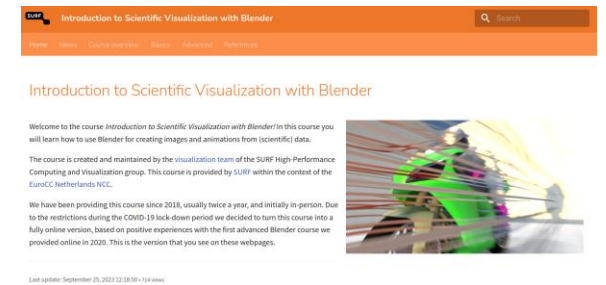 SURF
Introduction to Scientific Visualization with Blender
Search
Home News Course overview Basics Advanced References
Introduction to Scientific Visualization with Blender
Welcome to the course Introduction to Scientific Visualization with Blender! In this course you
will learn how to use Blender for creating images and animations from (scientific) data.
The course is created and maintained by the visualization team of the SURF High-Performance
Computing and Visualization group. This course is provided by SURF within the context of the
EuroCC Netherlands NCC.
We have been providing this course since 2018, usually twice a year, and initially in-person. Due
to the restrictions during the COVID-19 lock-down period we decided to turn this course into a
fully online version, based on positive experiences with the first advanced Blender course we
provided online in 2020. This is the version that you see on these webpages.
Last update: September 25, 2023 12:18:50 • 714 views